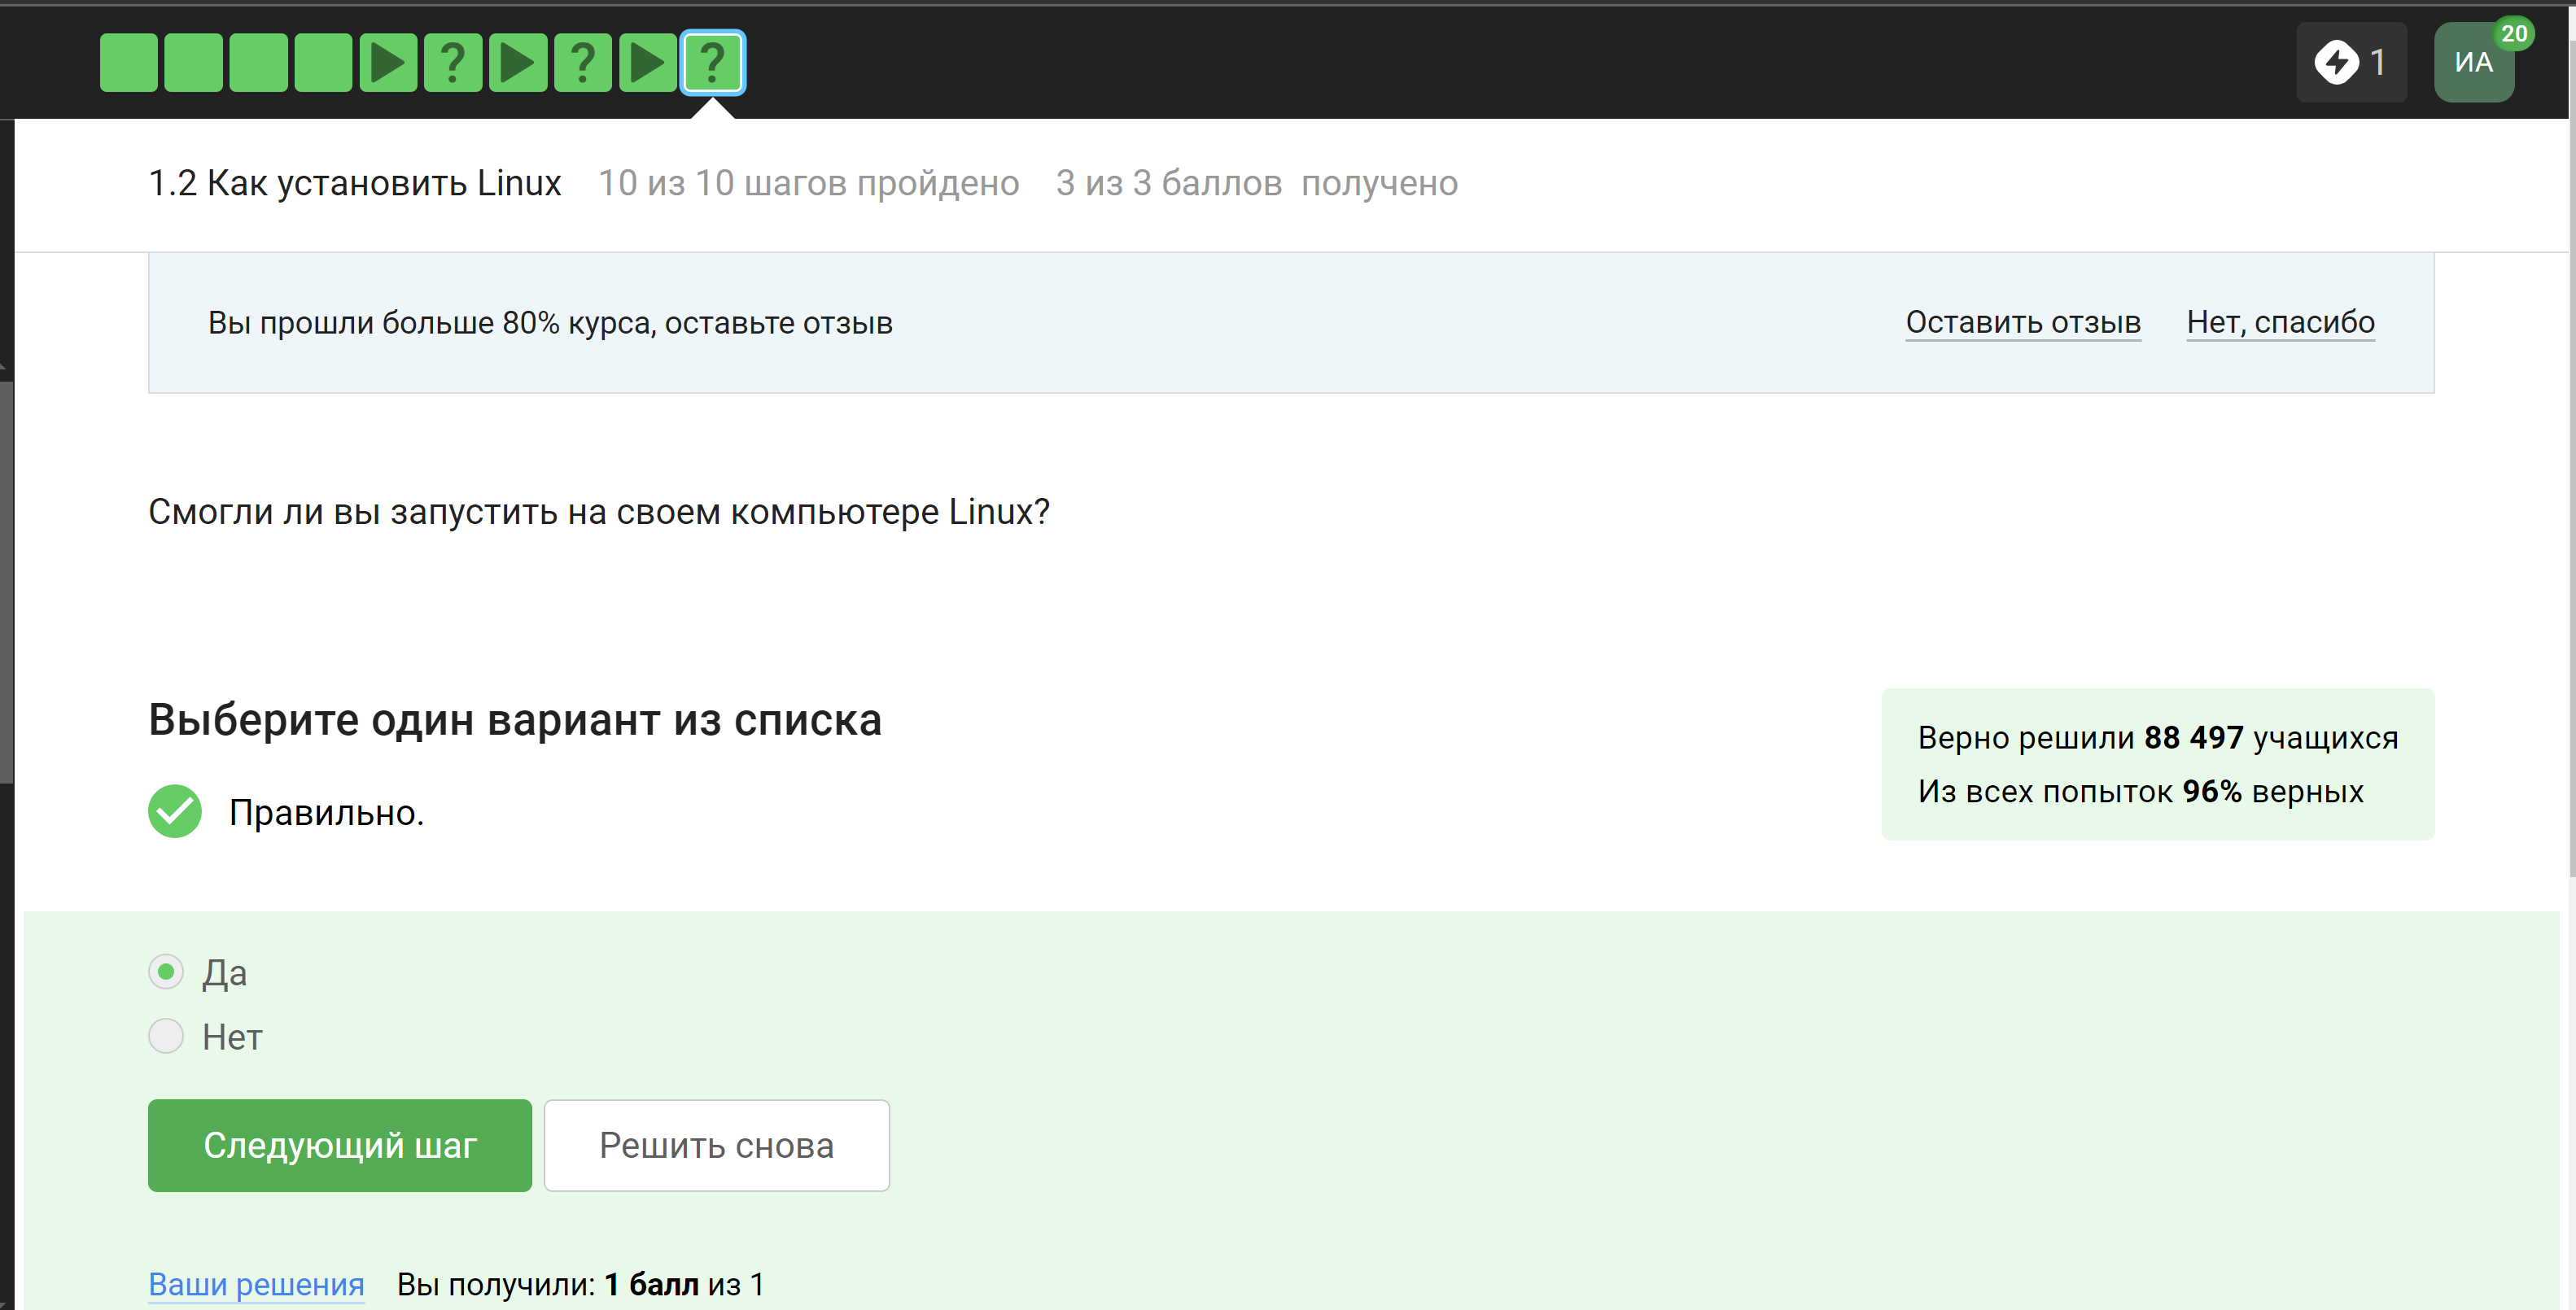 ? ? ?
1
ИА
20
1.2 Как установить Linux 10 из 10 шагов пройдено 3 из 3 баллов получено
Вы прошли больше 80% курса, оставьте отзыв
Оставить отзыв Нет, спасибо
Смогли ли вы запустить на своем компьютере Linux?
Выберите один вариант из списка
Правильно.
Верно решили 88 497 учащихся
Из всех попыток 96% верных
Да
Нет
Следующий шаг
Решить снова
Ваши решения Вы получили: 1 балл из 1